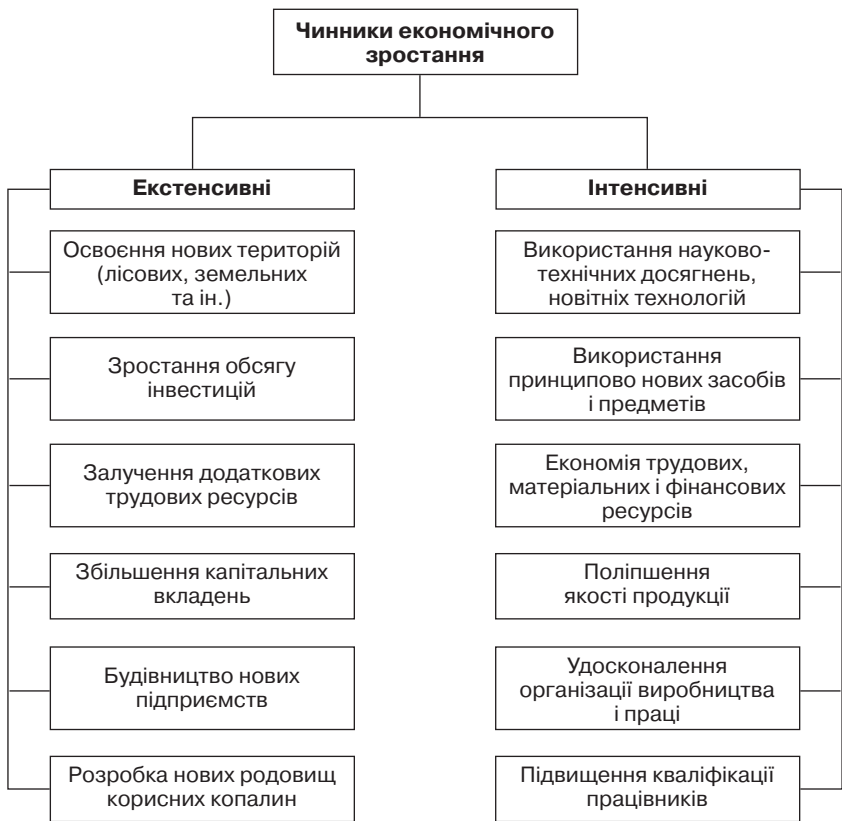 Чинники економічного
зростання
Екстенсивні
Освоєння нових територій
(лісових, земельних
та ін.)
Зростання обсягу
інвестицій
Залучення додаткових
трудових ресурсів
Збільшення капітальних
вкладень
Будівництво нових
підприємств
Розробка нових родовищ
корисних копалин
Інтенсивні
Використання науково-
технічних досягнень,
новітніх технологій
Використання
принципово нових засобів
і предметів
Економія трудових,
матеріальних і фінансових
ресурсів
Поліпшення
якості продукції
Удосконалення
організації виробництва
і праці
Підвищення кваліфікації
працівників